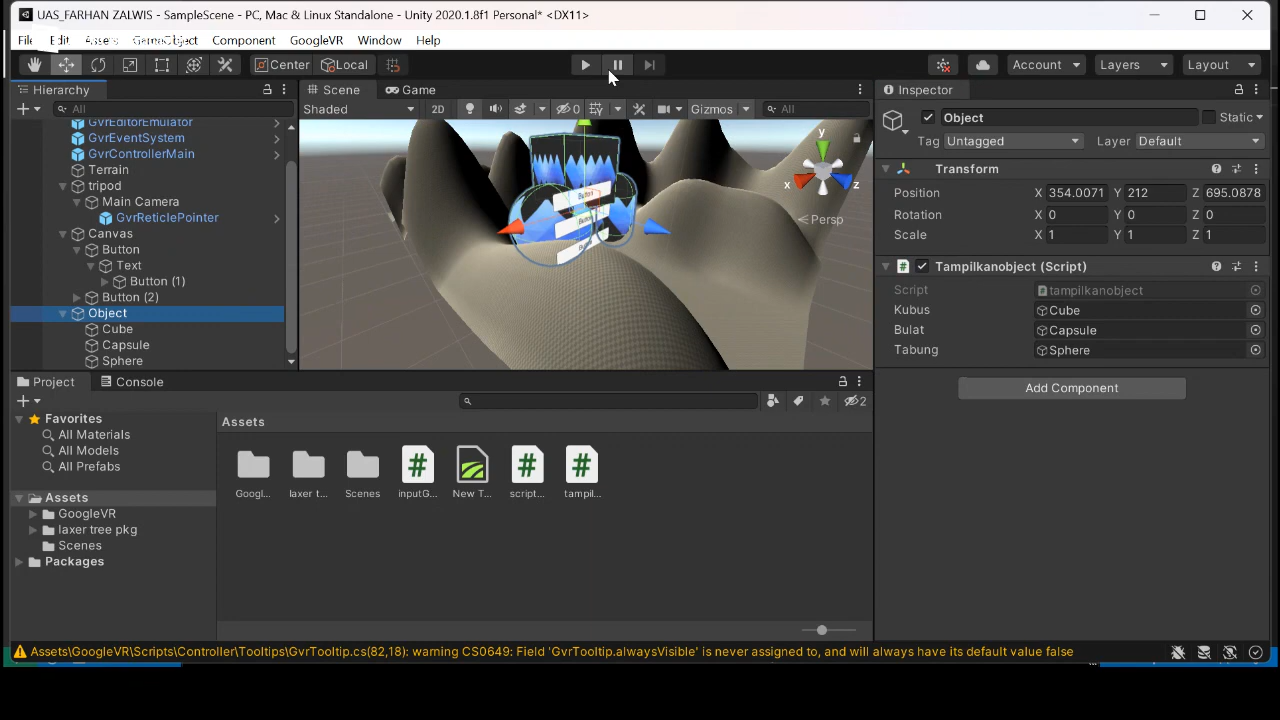 UAS_FARHAN ZALWIS - SampleScene - PC, Mac & Linux Standalone - Unity 2020.1.8f1 Personal* <DX11>
File Edit Assets GameObject Component GoogleVR Window Help
Center Local Account Layers Layout
Hierarchy
All
GvrEditorEmulator
GvrEventSystem
GvrControllerMain
Terrain
tripod
Main Camera
GvrReticlePointer
Canvas
Button
Text
Button (1)
Button (2)
Object
Cube
Capsule
Sphere
Scene Game
Shaded 2D 0 Gizmos All
Button
Button
Button
y
x
z
Persp
Inspector
Object Static
Tag Untagged Layer Default
Transform
Position X 354.0071 Y 212 Z 695.0878
Rotation X 0 Y 0 Z 0
Scale X 1 Y 1 Z 1
# Tampilkanobject (Script)
Script tampilkanobject
Kubus Cube
Bulat Capsule
Tabung Sphere
Add Component
Project Console
2
Favorites
All Materials
All Models
All Prefabs
Assets
GoogleVR
laxer tree pkg
Scenes
Packages
Assets
Googl... laxer t... Scenes inputG... New T... script... tampil...
Assets\GoogleVR\Scripts\Controller\Tooltips\GvrTooltip.cs(82,18): warning CS0649: Field 'GvrTooltip.alwaysVisible' is never assigned to, and will always have its default value false